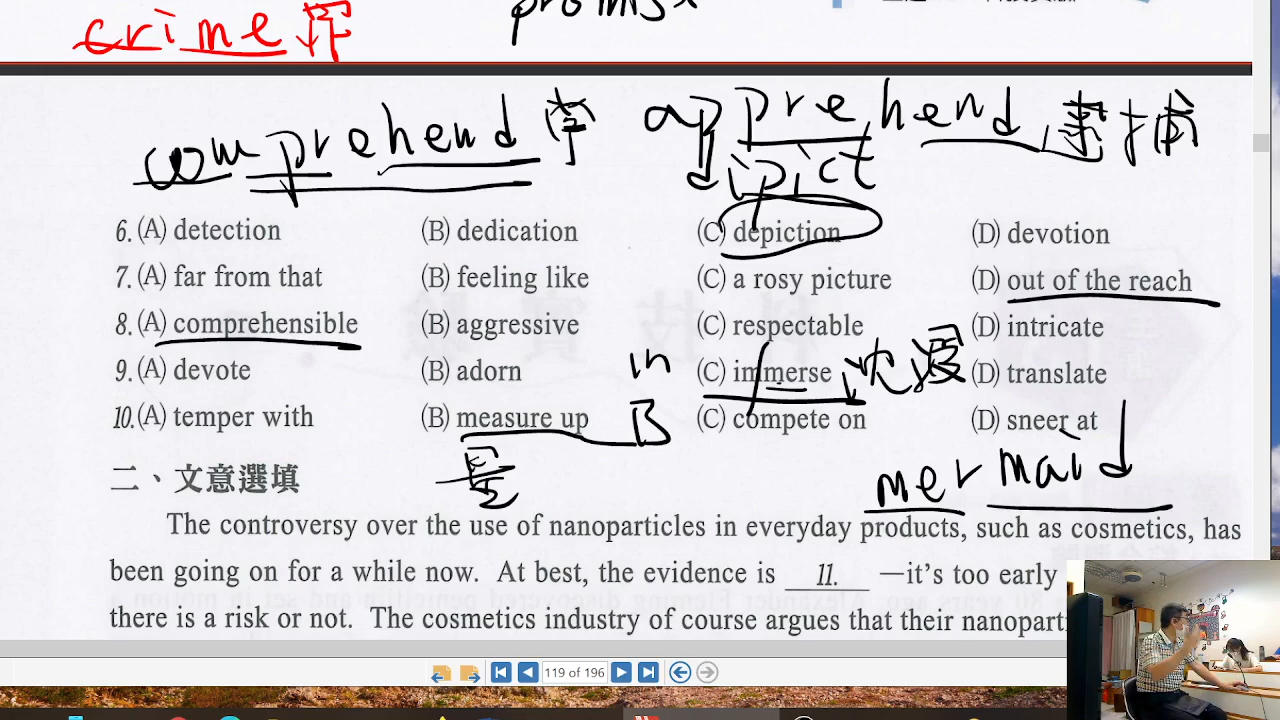 crime 罪
comprehend 掌
apprehend 逮捕
dipict
6. (A) detection (B) dedication (C) depiction (D) devotion
7. (A) far from that (B) feeling like (C) a rosy picture (D) out of the reach
8. (A) comprehensible (B) aggressive (C) respectable (D) intricate
9. (A) devote (B) adorn in (C) immerse 沈浸 (D) translate
10. (A) temper with (B) measure up B (C) compete on (D) sneer at
量
mermaid
二、文意選填
The controversy over the use of nanoparticles in everyday products, such as cosmetics, has
been going on for a while now. At best, the evidence is 11. —it's too early
there is a risk or not. The cosmetics industry of course argues that their nanoparti
119 of 196